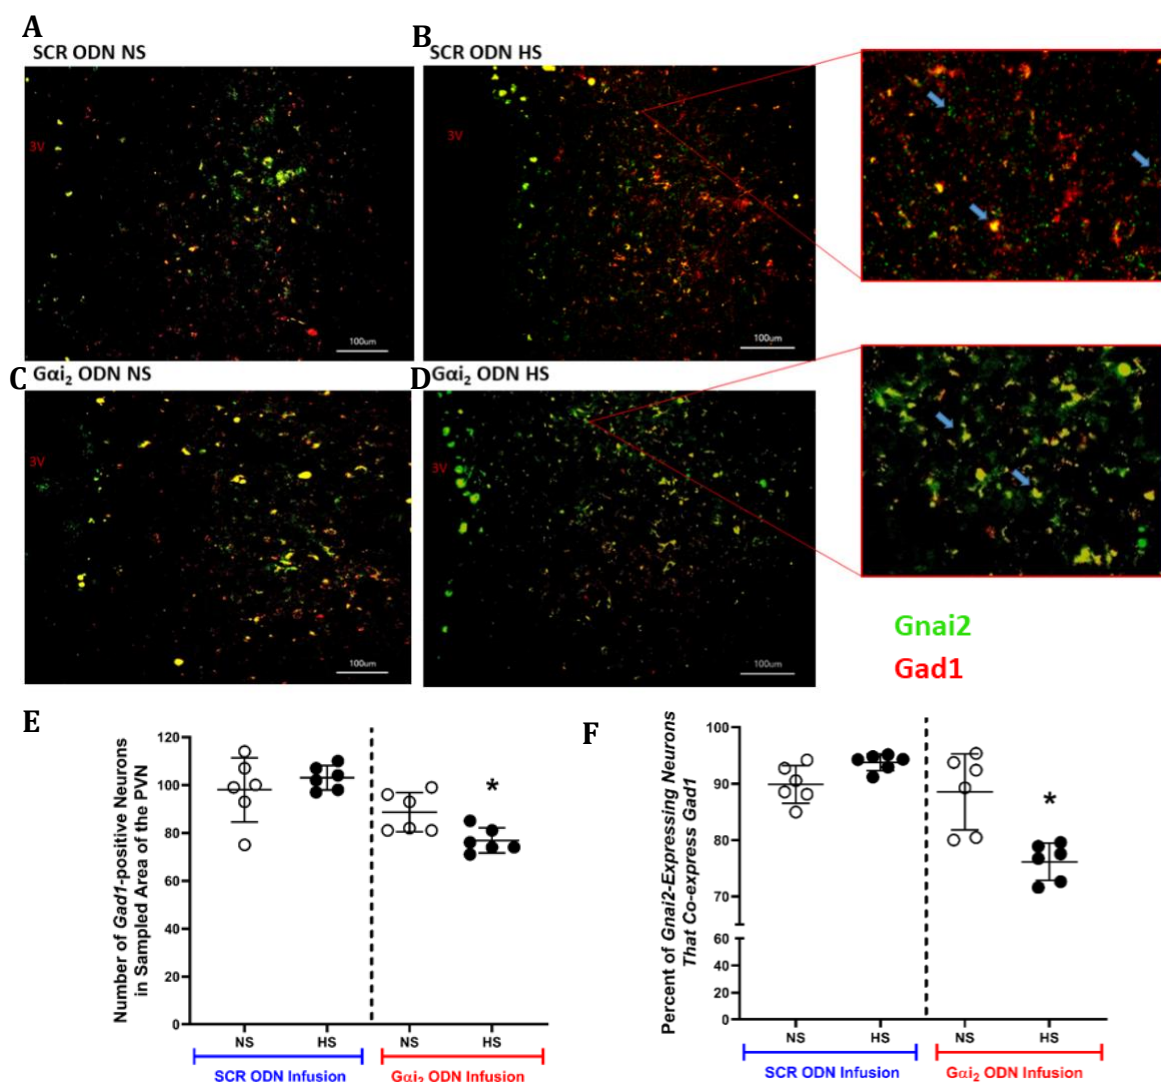 A
SCR ODN NS
3V
100um
B
SCR ODN HS
3V
100um
C
Gαi₂ ODN NS
3V
100um
D
Gαi₂ ODN HS
3V
100um
Gnai2
Gad1
E
Number of Gad1-positive Neurons
in Sampled Area of the PVN
120
100
80
60
40
20
0
*
NS
HS
NS
HS
SCR ODN Infusion
Gαi₂ ODN Infusion
F
Percent of Gnai2-Expressing Neurons
That Co-express Gad1
100
90
80
70
60
60
40
20
0
*
NS
HS
NS
HS
SCR ODN Infusion
Gαi₂ ODN Infusion